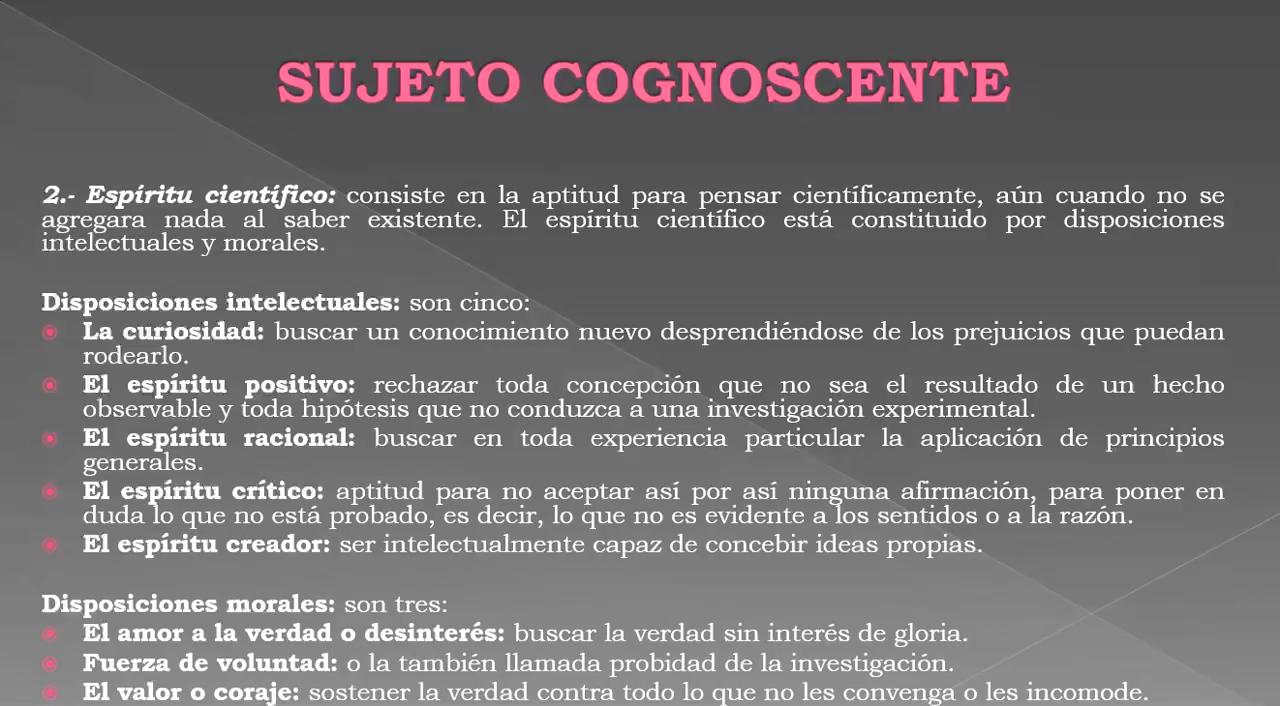 SUJETO COGNOSCENTE
2.- Espíritu científico: consiste en la aptitud para pensar científicamente, aún cuando no se
agregara nada al saber existente. El espíritu científico está constituido por disposiciones
intelectuales y morales.
Disposiciones intelectuales: son cinco:
La curiosidad: buscar un conocimiento nuevo desprendiéndose de los prejuicios que puedan
rodearlo.
El espíritu positivo: rechazar toda concepción que no sea el resultado de un hecho
observable y toda hipótesis que no conduzca a una investigación experimental.
El espíritu racional: buscar en toda experiencia particular la aplicación de principios
generales.
El espíritu crítico: aptitud para no aceptar así por así ninguna afirmación, para poner en
duda lo que no está probado, es decir, lo que no es evidente a los sentidos o a la razón.
El espíritu creador: ser intelectualmente capaz de concebir ideas propias.
Disposiciones morales: son tres:
El amor a la verdad o desinterés: buscar la verdad sin interés de gloria.
Fuerza de voluntad: o la también llamada probidad de la investigación.
El valor o coraje: sostener la verdad contra todo lo que no les convenga o les incomode.